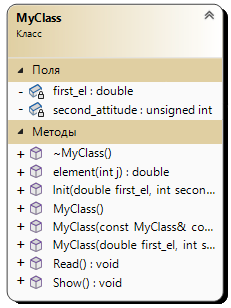 MyClass
Класс
Поля
- first_el : double
- second_attitude : unsigned int
Методы
+ ~MyClass()
+ element(int j) : double
+ Init(double first_el, int secon...
+ MyClass()
+ MyClass(const MyClass& co...
+ MyClass(double first_el, int s...
+ Read() : void
+ Show() : void